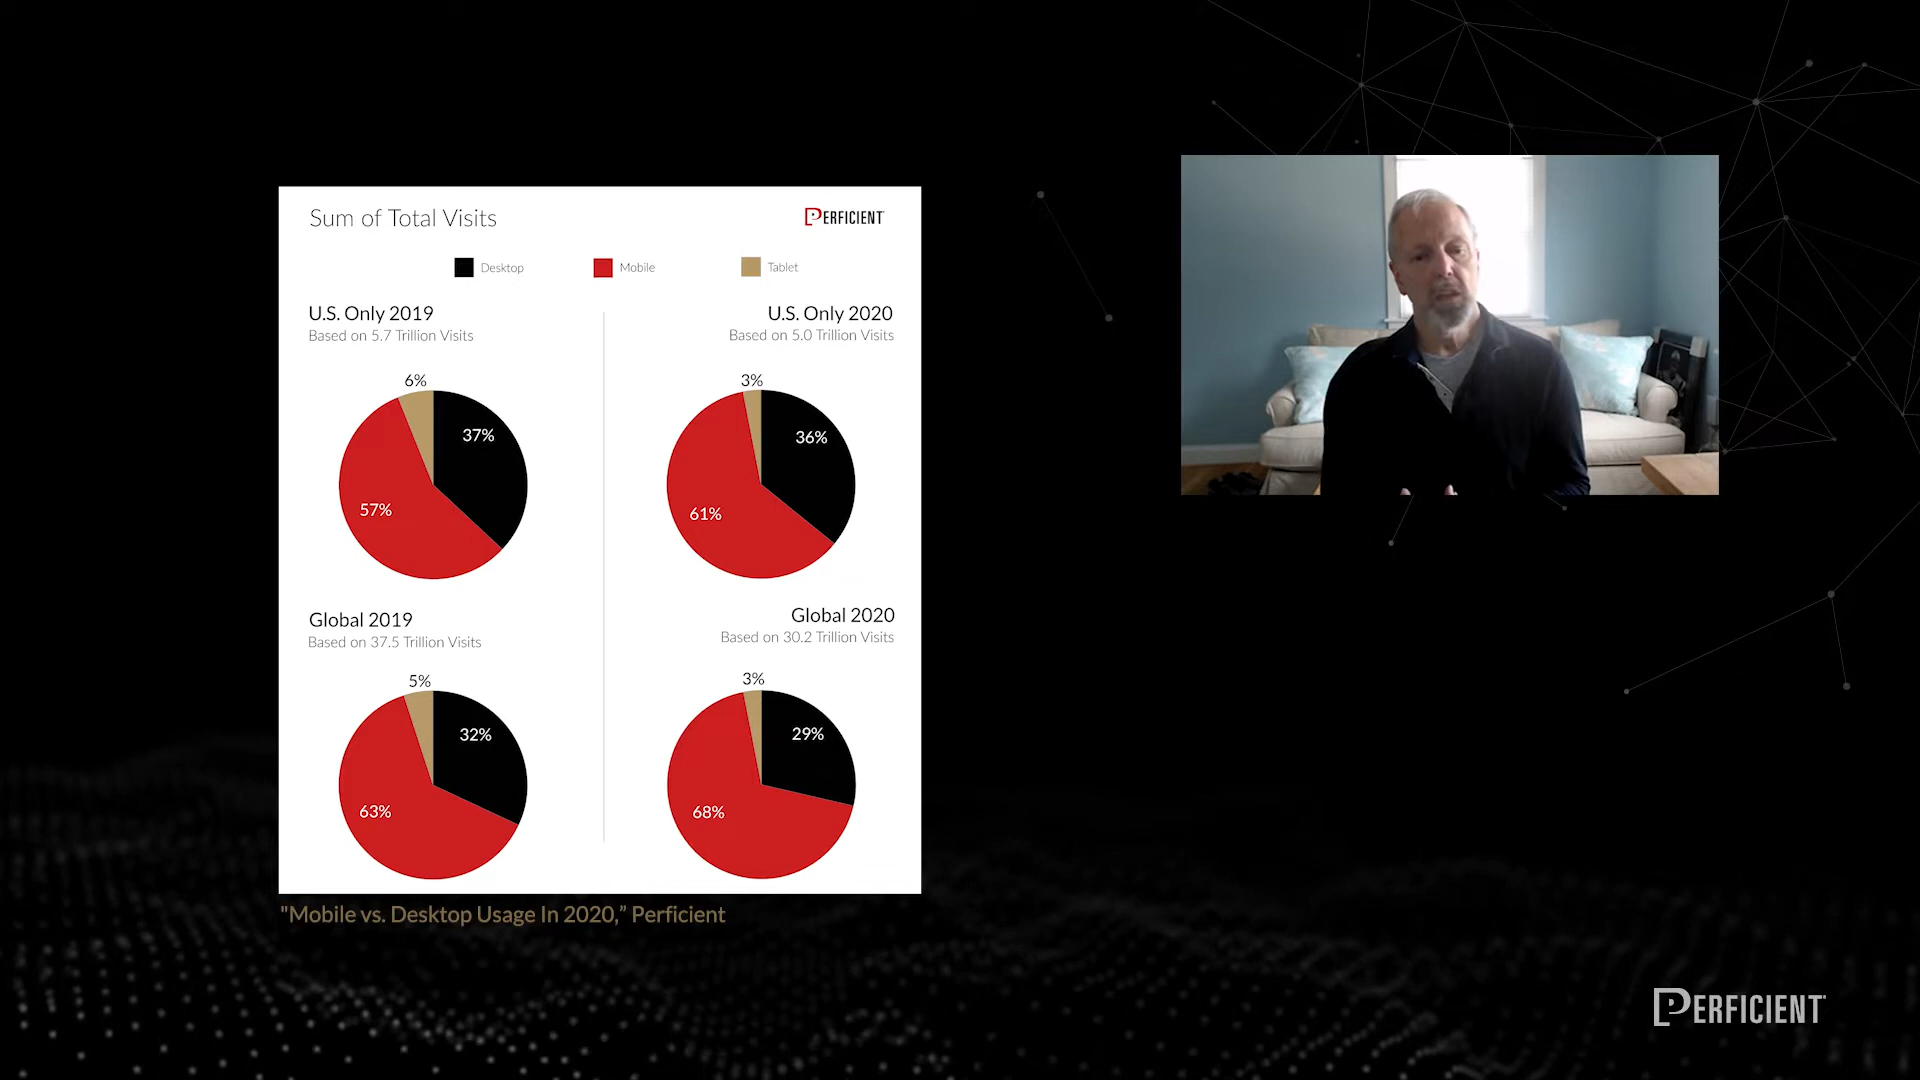 Sum of Total Visits
PERFICIENT
Desktop
Mobile
Tablet
U.S. Only 2019
Based on 5.7 Trillion Visits
6%
37%
57%
U.S. Only 2020
Based on 5.0 Trillion Visits
3%
36%
61%
Global 2019
Based on 37.5 Trillion Visits
5%
32%
63%
Global 2020
Based on 30.2 Trillion Visits
3%
29%
68%
"Mobile vs. Desktop Usage In 2020,” Perficient
PERFICIENT